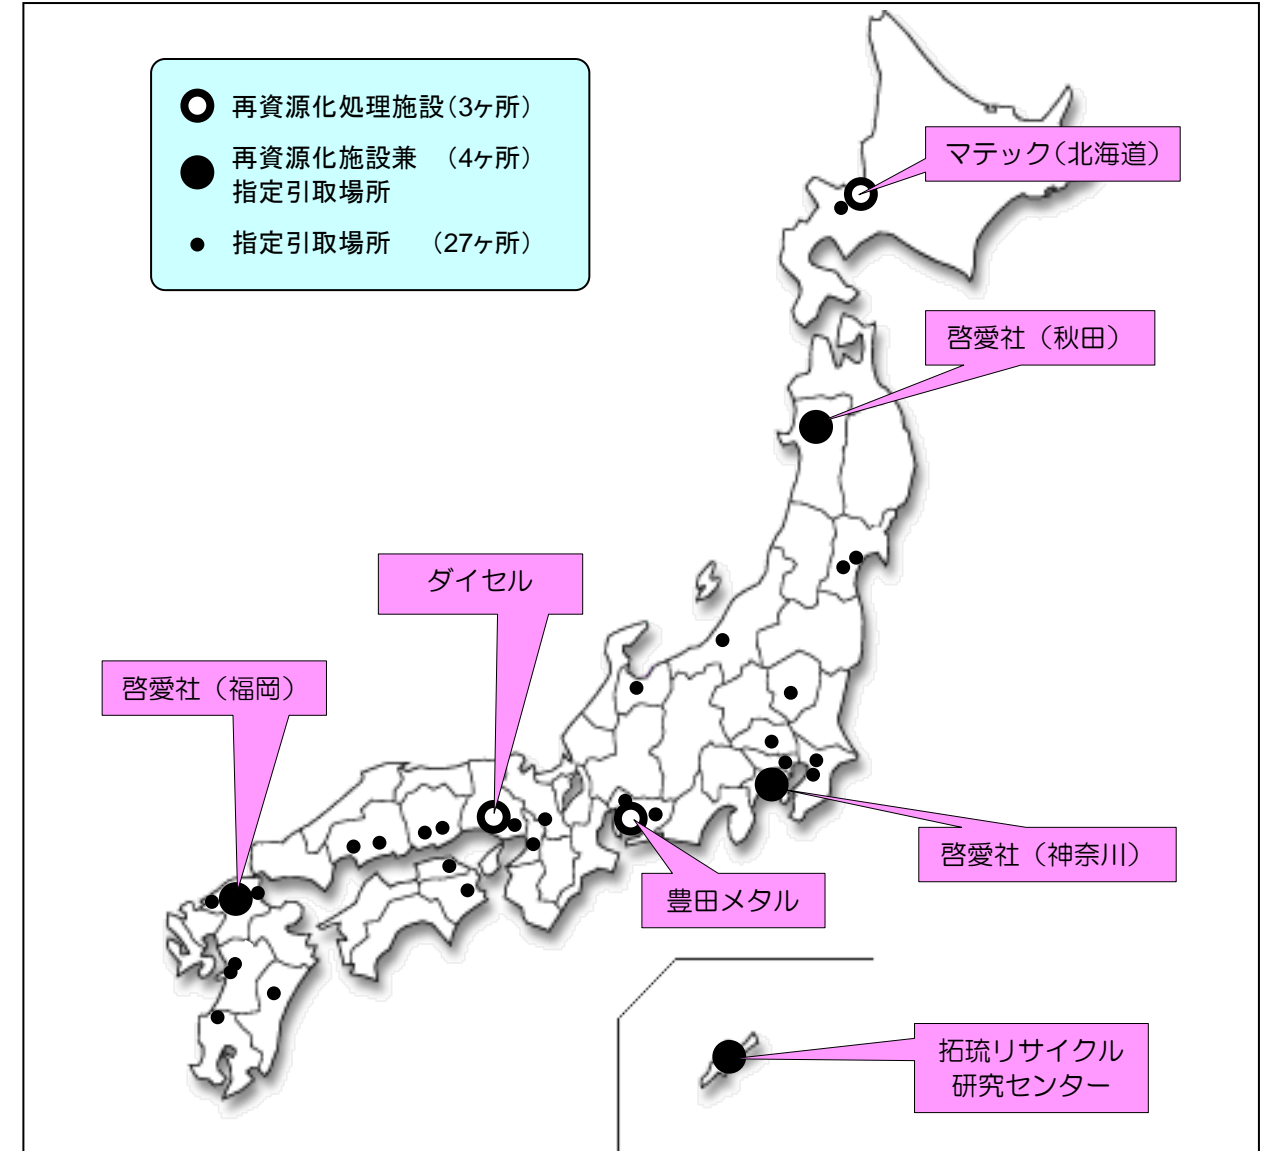 再資源化処理施設（3ヶ所）
再資源化施設兼　（4ヶ所）
指定引取場所
指定引取場所　（27ヶ所）
マテック（北海道）
啓愛社（秋田）
ダイセル
啓愛社（福岡）
啓愛社（神奈川）
豊田メタル
拓琉リサイクル
研究センター